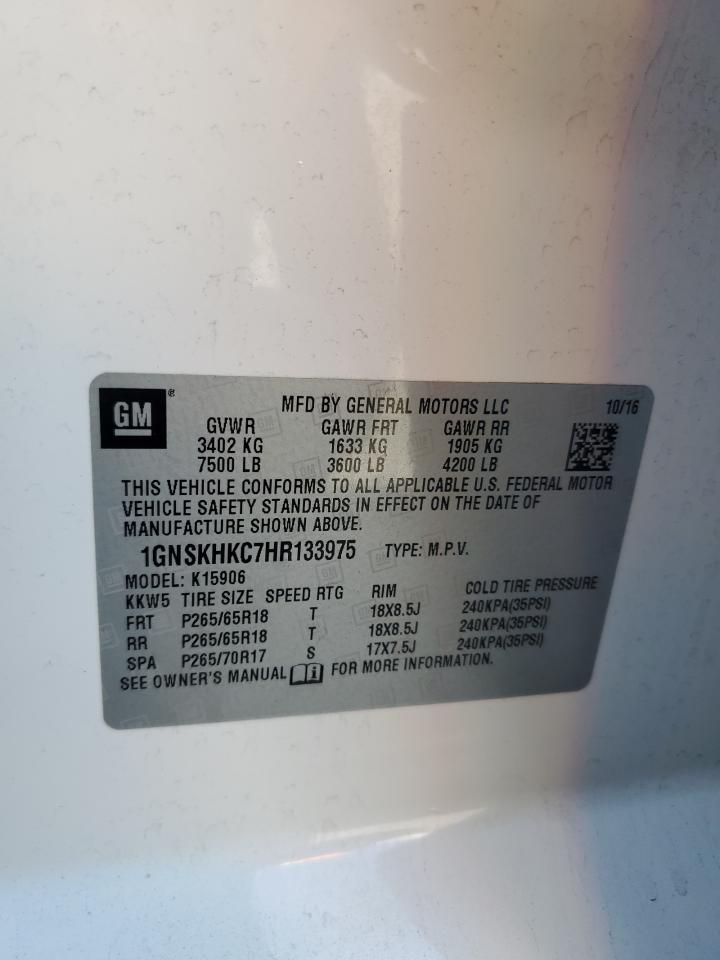 GM ®
MFD BY GENERAL MOTORS LLC 10/16
GVWR GAWR FRT GAWR RR
3402 KG 1633 KG 1905 KG
7500 LB 3600 LB 4200 LB
THIS VEHICLE CONFORMS TO ALL APPLICABLE U.S. FEDERAL MOTOR
VEHICLE SAFETY STANDARDS IN EFFECT ON THE DATE OF
MANUFACTURE SHOWN ABOVE.
1GNSKHKC7HR133975 TYPE: M.P.V.
MODEL: K15906
KKW5 TIRE SIZE SPEED RTG RIM COLD TIRE PRESSURE
FRT P265/65R18 T 18X8.5J 240KPA(35PSI)
RR P265/65R18 T 18X8.5J 240KPA(35PSI)
SPA P265/70R17 S 17X7.5J 240KPA(35PSI)
SEE OWNER'S MANUAL i FOR MORE INFORMATION.